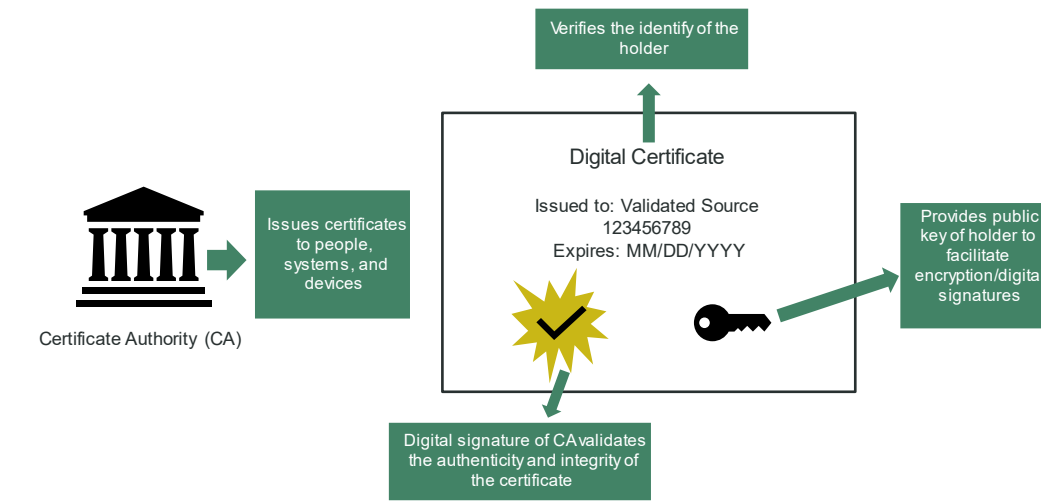 Verifies the identify of the
holder
Digital Certificate
Issued to: Validated Source
123456789
Expires: MM/DD/YYYY
Issues certificates
to people,
systems, and
devices
Certificate Authority (CA)
Provides public
key of holder to
facilitate
encryption/digital
signatures
Digital signature of CA validates
the authenticity and integrity of
the certificate